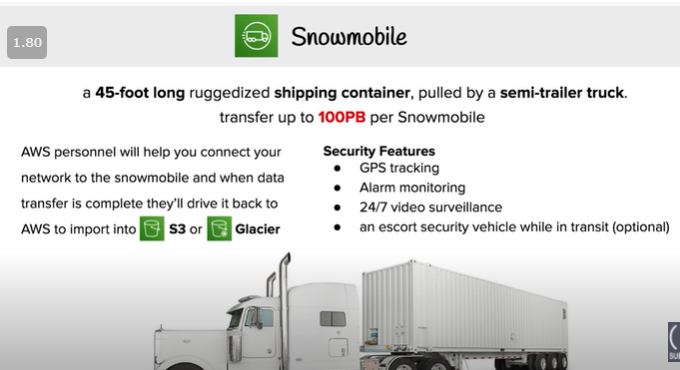 1.80
Snowmobile
a 45-foot long ruggedized shipping container, pulled by a semi-trailer truck.
transfer up to 100PB per Snowmobile
AWS personnel will help you connect your
network to the snowmobile and when data
transfer is complete they'll drive it back to
AWS to import into S3 or Glacier
Security Features
● GPS tracking
● Alarm monitoring
● 24/7 video surveillance
● an escort security vehicle while in transit (optional)